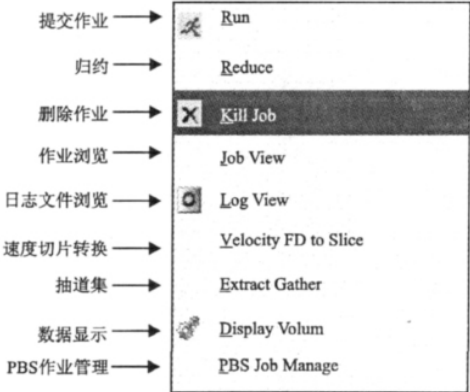 提交作业 Run
归约 Reduce
删除作业 Kill Job
作业浏览 Job View
日志文件浏览 Log View
速度切片转换 Velocity FD to Slice
抽道集 Extract Gather
数据显示 Display Volum
PBS作业管理 PBS Job Manage